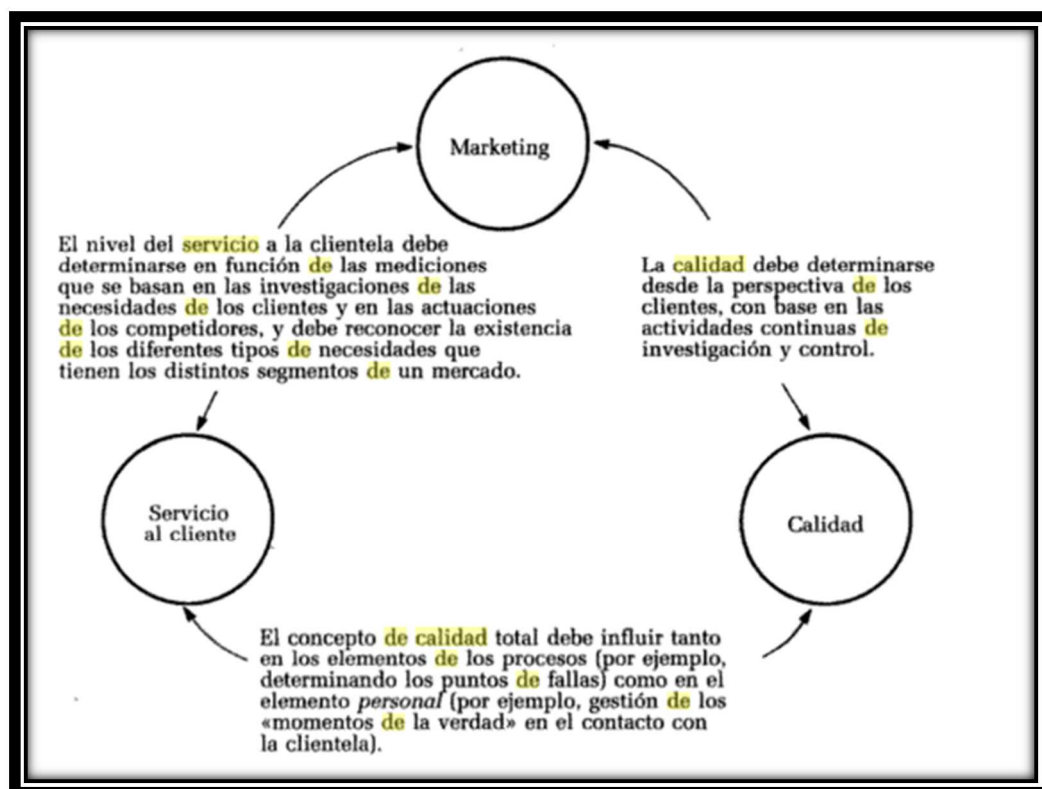 Marketing
El nivel del servicio a la clientela debe
determinarse en función de las mediciones
que se basan en las investigaciones de las
necesidades de los clientes y en las actuaciones
de los competidores, y debe reconocer la existencia
de los diferentes tipos de necesidades que
tienen los distintos segmentos de un mercado.
La calidad debe determinarse
desde la perspectiva de los
clientes, con base en las
actividades continuas de
investigación y control.
Servicio
al cliente
Calidad
El concepto de calidad total debe influir tanto
en los elementos de los procesos (por ejemplo,
determinando los puntos de fallas) como en el
elemento personal (por ejemplo, gestión de los
«momentos de la verdad» en el contacto con
la clientela).